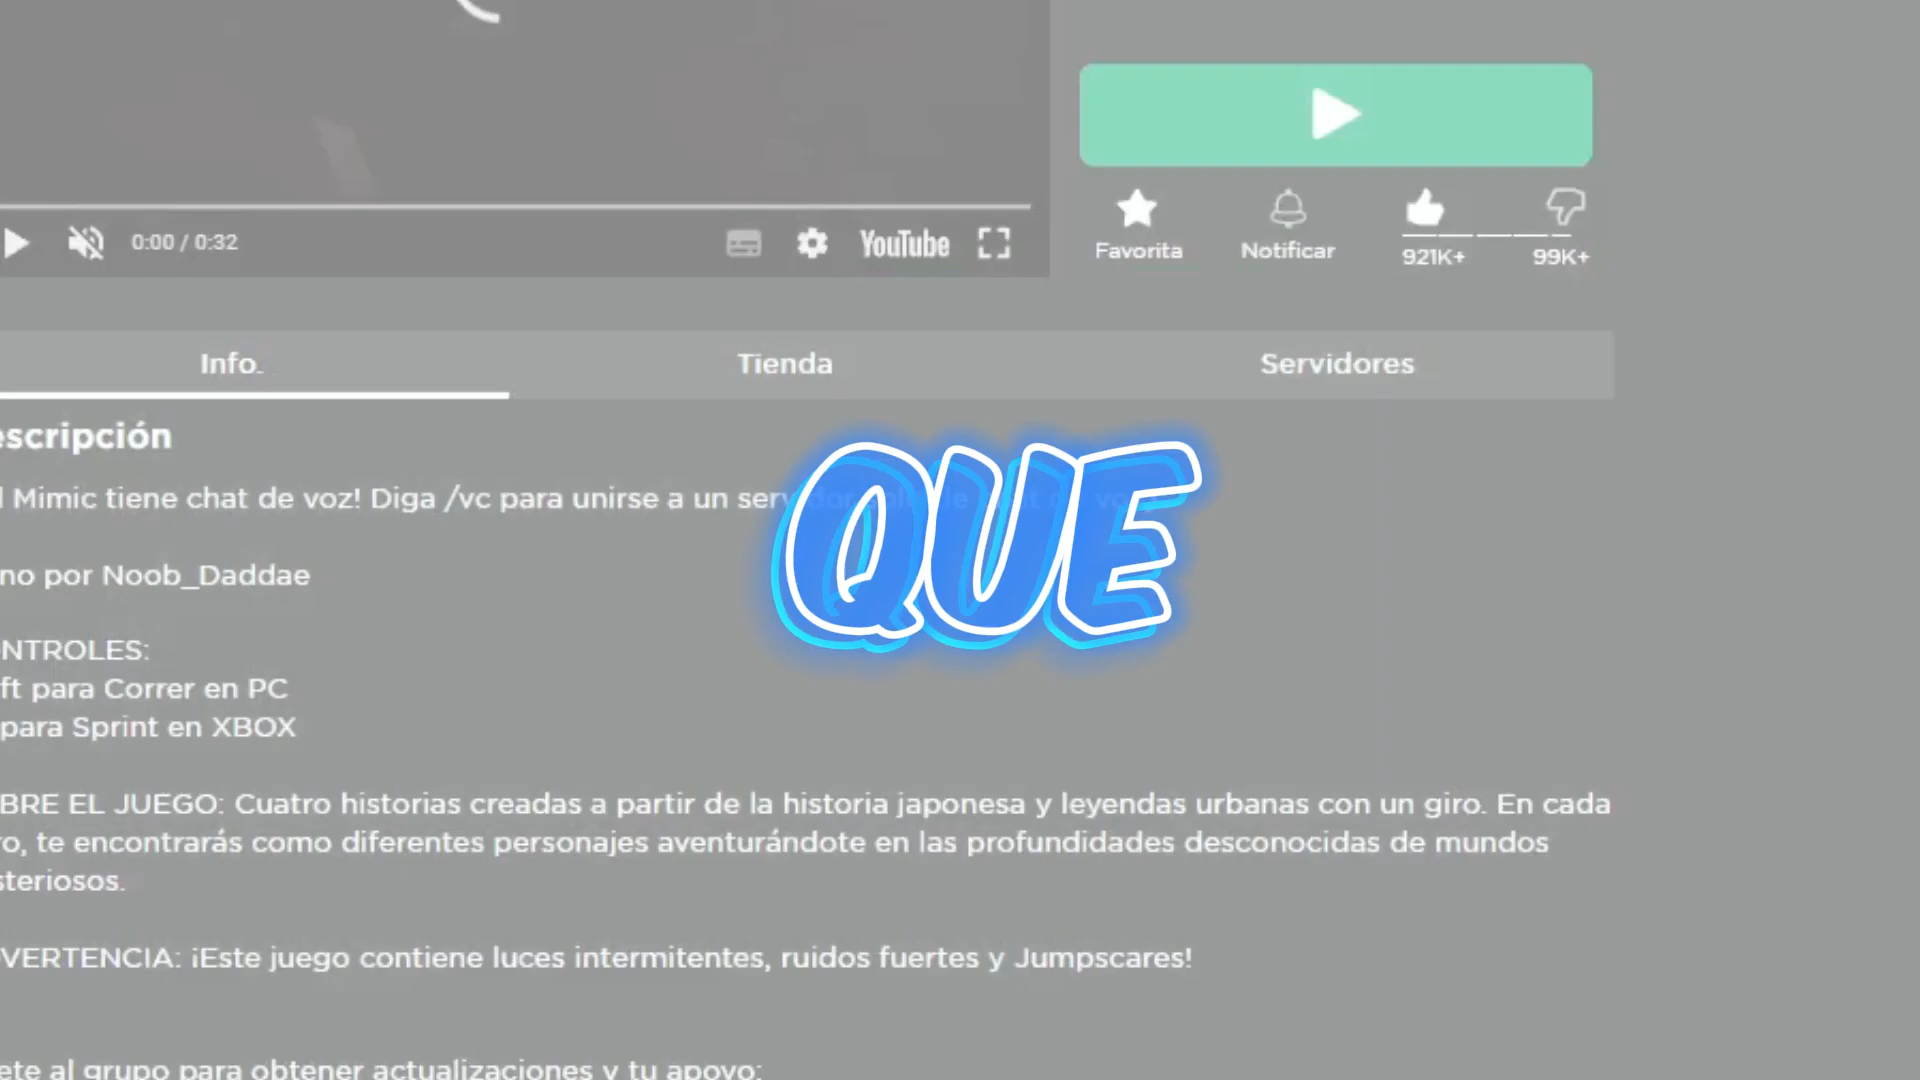 0:00 / 0:32
YouTube
Favorita
Notificar
921K+
99K+
Info.
Tienda
Servidores
escripción
Mimic tiene chat de voz! Diga /vc para unirse a un
QUE
no por Noob_Daddae
NTROLES:
ft para Correr en PC
para Sprint en XBOX
BRE EL JUEGO: Cuatro historias creadas a partir de la historia japonesa y leyendas urbanas con un giro. En cada
ro, te encontrarás como diferentes personajes aventurándote en las profundidades desconocidas de mundos
steriosos.
VERTENCIA: ¡Este juego contiene luces intermitentes, ruidos fuertes y Jumpscares!
ete al grupo para obtener actualizaciones y tu apoyo: